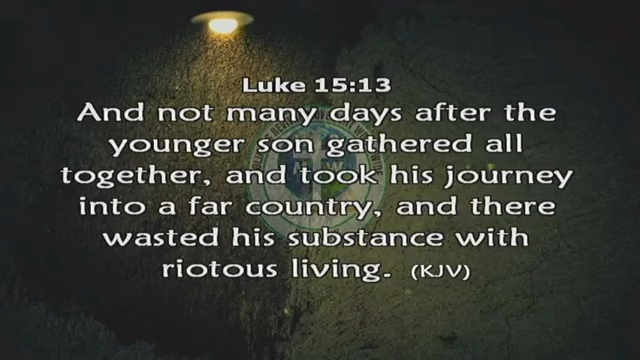 Luke 15:13
And not many days after the
younger son gathered all
together, and took his journey
into a far country, and there
wasted his substance with
riotous living. (KJV)